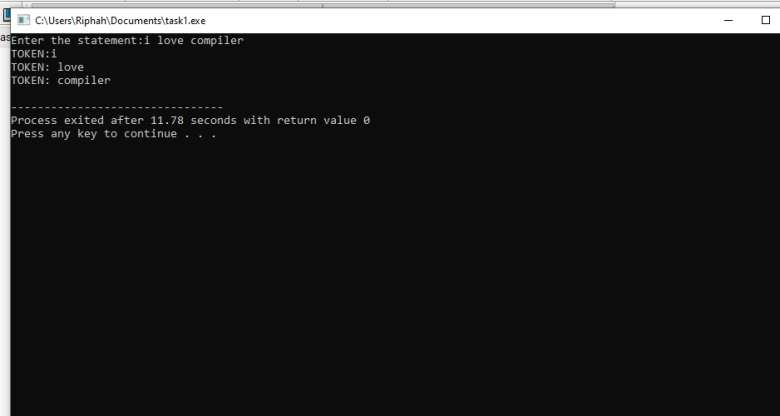 C:\Users\Riphah\Documents\task1.exe
as
Enter the statement:i love compiler
TOKEN:i
TOKEN: love
TOKEN: compiler
--------------------------------
Process exited after 11.78 seconds with return value 0
Press any key to continue . . .